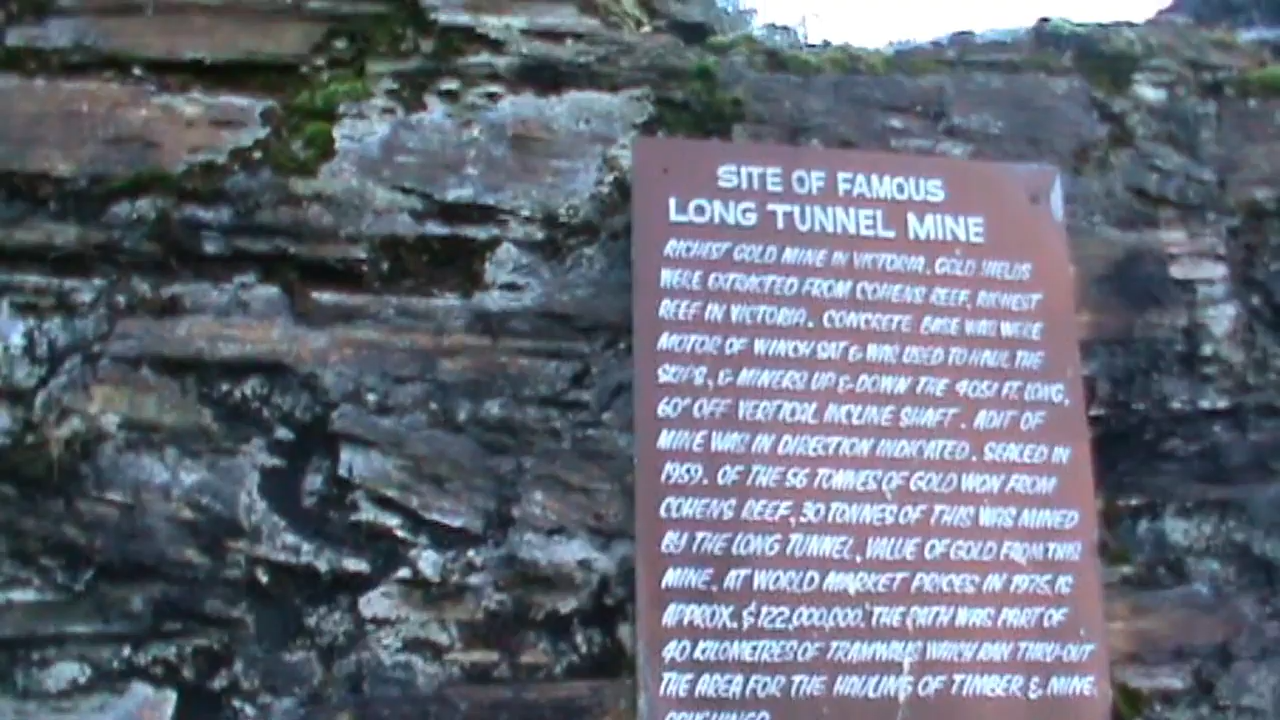 SITE OF FAMOUS
LONG TUNNEL MINE
RICHEST GOLD MINE IN VICTORIA. GOLD YIELDS
WERE EXTRACTED FROM COHENS REEF, RICHEST
REEF IN VICTORIA. CONCRETE BASE WAS WERE
MOTOR OF WINCH SAT & WAS USED TO HAUL THE
SKIPS, & MINERS UP & DOWN THE 4051 FT. LONG,
60° OFF VERTICAL INCLINE SHAFT. ADIT OF
MINE WAS IN DIRECTION INDICATED. SEALED IN
1959. OF THE 56 TONNES OF GOLD WON FROM
COHENS REEF, 30 TONNES OF THIS WAS MINED
BY THE LONG TUNNEL, VALUE OF GOLD FROM THIS
MINE, AT WORLD MARKET PRICES IN 1975, IS
APPROX. $122,000,000. THE PATH WAS PART OF
40 KILOMETRES OF TRAMWAYS WHICH RAN THRU-OUT
THE AREA FOR THE HAULING OF TIMBER & MINE.